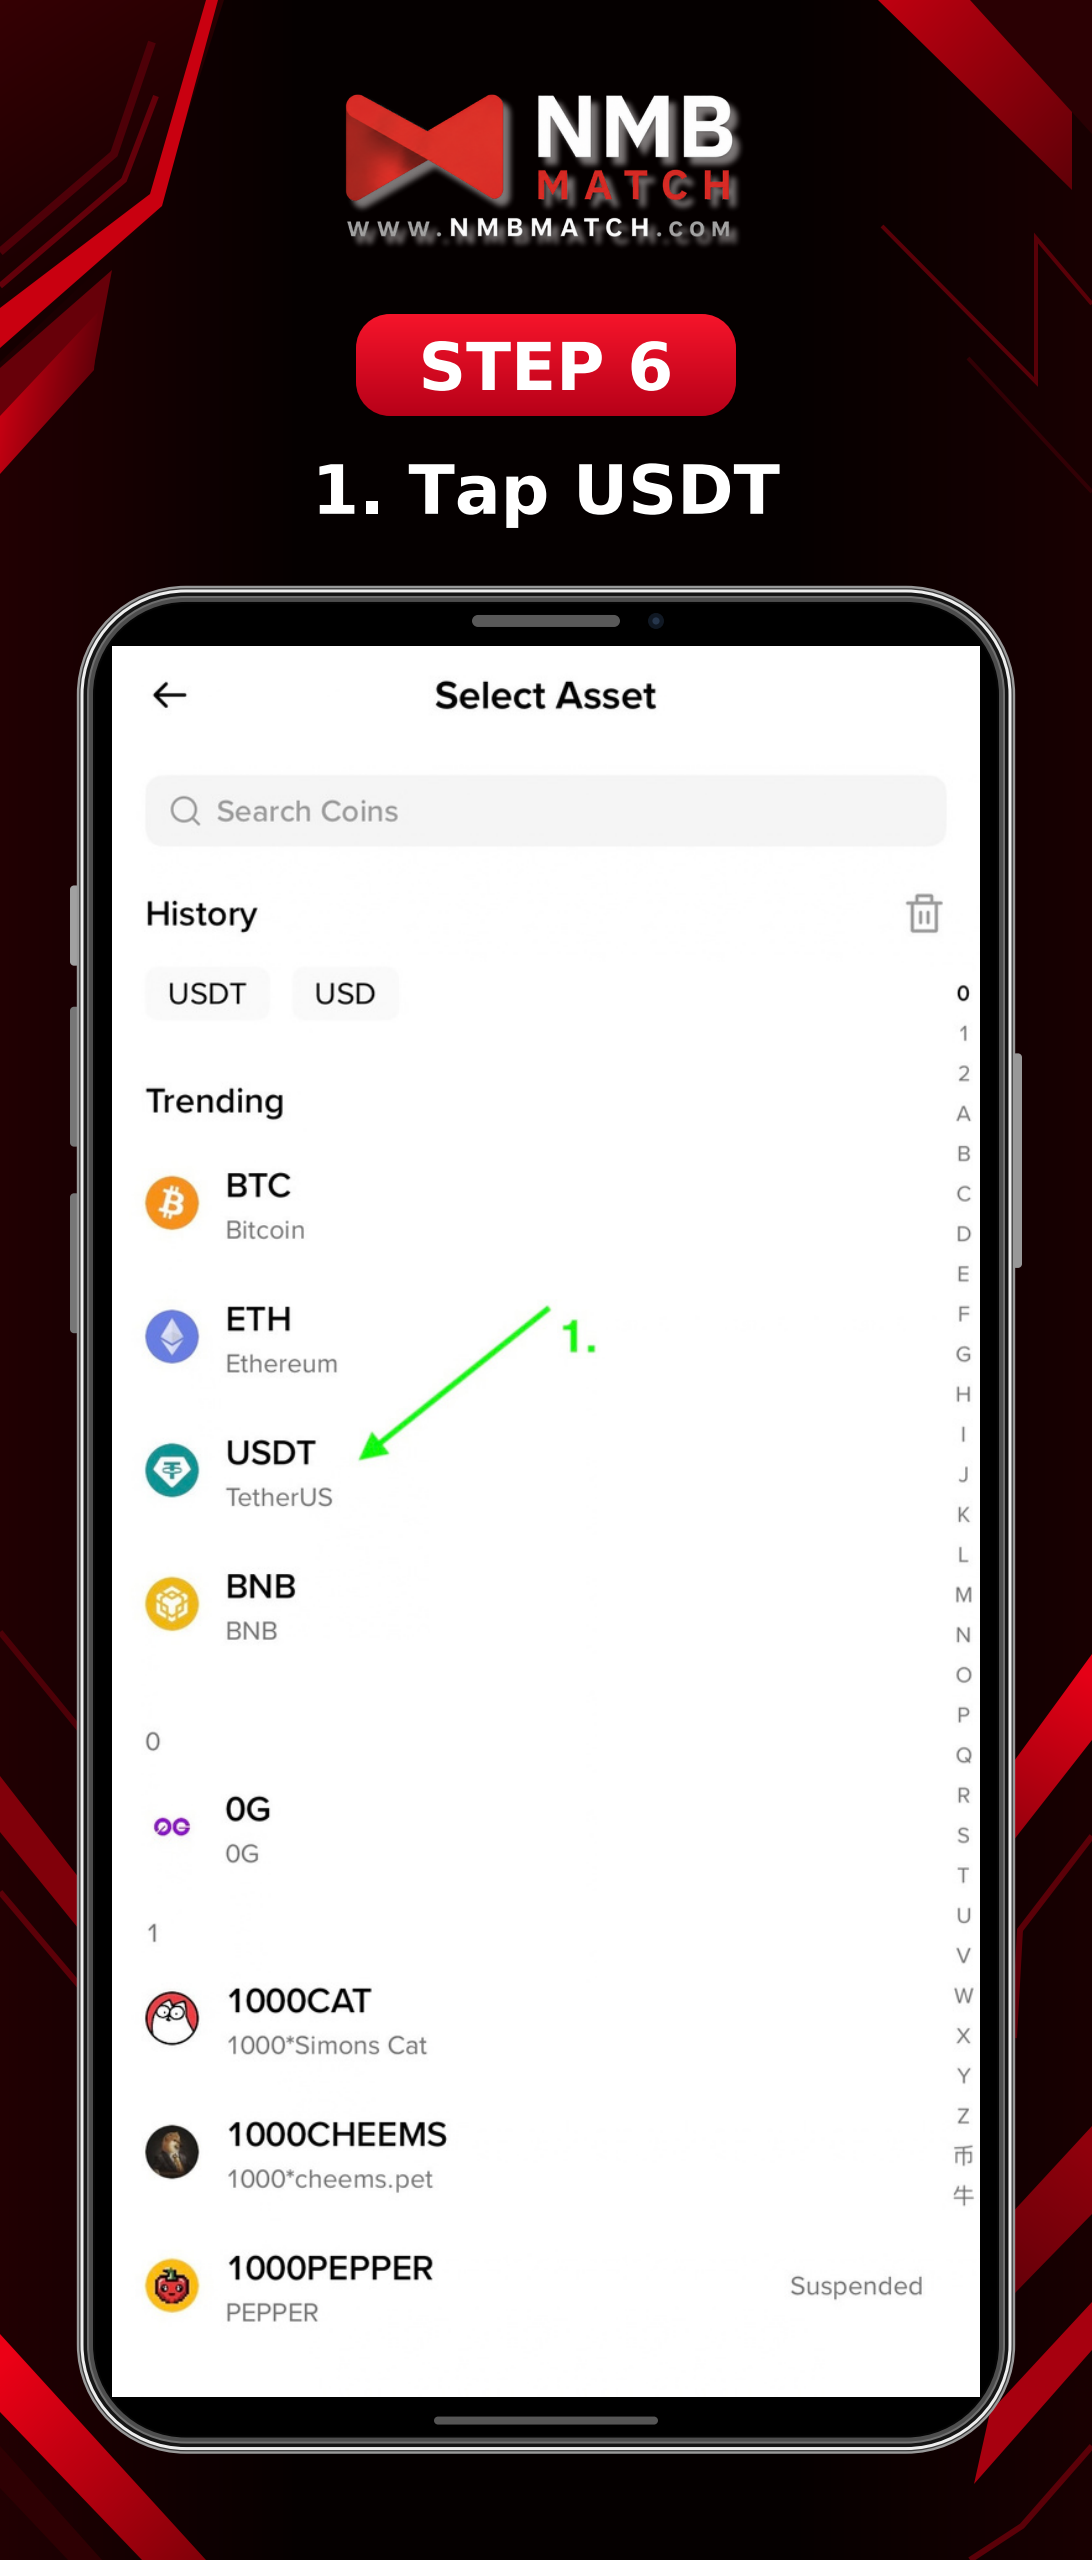 NMB
MATCH
WWW.NMBMATCH.COM
STEP 6
1. Tap USDT
Select Asset
Search Coins
History
USDT USD
0
1
2
A
B
C
D
E
F
G
H
I
J
K
L
M
N
O
P
Q
R
S
T
U
V
W
X
Y
Z
币
牛
Trending
BTC
Bitcoin
ETH
Ethereum
1.
USDT
TetherUS
BNB
BNB
0
0G
0G
1
1000CAT
1000*Simons Cat
1000CHEEMS
1000*cheems.pet
1000PEPPER
PEPPER
Suspended